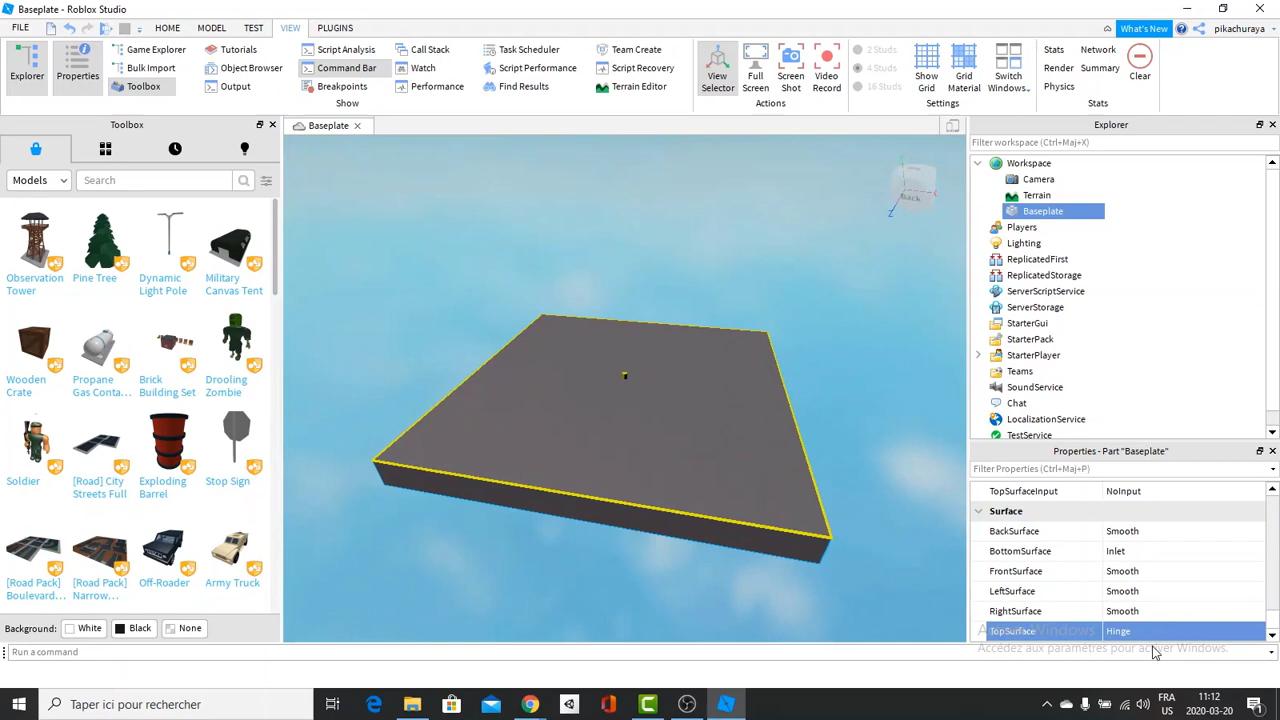 Baseplate - Roblox Studio
FILE HOME MODEL TEST VIEW PLUGINS What's New pikachuraya
Explorer Properties Game Explorer Bulk Import Toolbox Tutorials Object Browser Output Script Analysis Command Bar Breakpoints Call Stack Watch Performance Task Scheduler Script Performance Find Results Team Create Script Recovery Terrain Editor
View Selector Full Screen Screen Shot Video Record 2 Studs 4 Studs 16 Studs Show Grid Grid Material Switch Windows... Stats Render Physics Network Summary Clear
Show Actions Settings Stats
Toolbox
Models Search
Observation Tower
Pine Tree
Dynamic Light Pole
Military Canvas Tent
Wooden Crate
Propane Gas Conta...
Brick Building Set
Drooling Zombie
Soldier
[Road] City Streets Full
Exploding Barrel
Stop Sign
[Road Pack] Boulevard...
[Road Pack] Narrow...
Off-Roader
Army Truck
Background: White Black None
Baseplate
Back
Z
Explorer
Filter workspace (Ctrl+Maj+X)
Workspace
Camera
Terrain
Baseplate
Players
Lighting
ReplicatedFirst
ReplicatedStorage
ServerScriptService
ServerStorage
StarterGui
StarterPack
StarterPlayer
Teams
SoundService
Chat
LocalizationService
TestService
Properties - Part "Baseplate"
Filter Properties (Ctrl+Maj+P)
TopSurfaceInput NoInput
Surface
BackSurface Smooth
BottomSurface Inlet
FrontSurface Smooth
LeftSurface Smooth
RightSurface Smooth
TopSurface Hinge
Activer Windows
Accédez aux paramètres pour activer Windows.
Run a command
Taper ici pour rechercher
FRA
US
11:12
2020-03-20